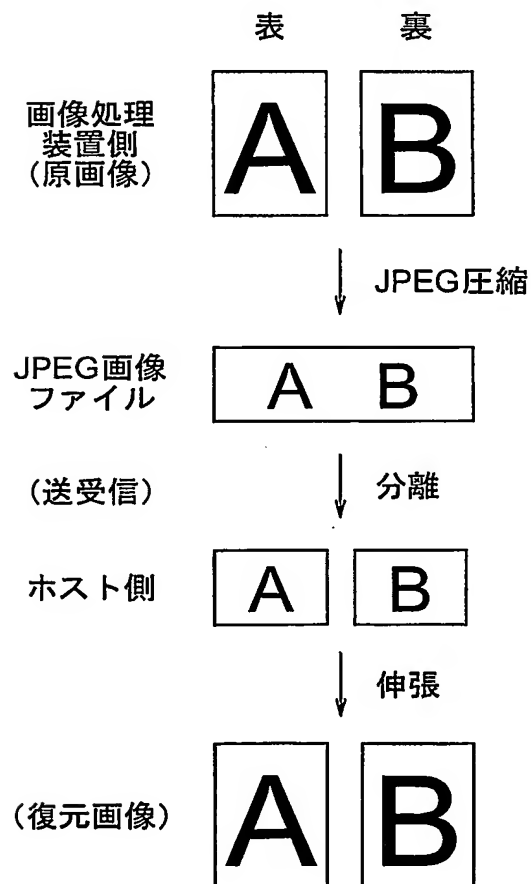 表 裏
画像処理
装置側
(原画像)
A B
JPEG圧縮
JPEG画像
ファイル
A B
(送受信)
分離
ホスト側
A B
伸張
(復元画像)
A B